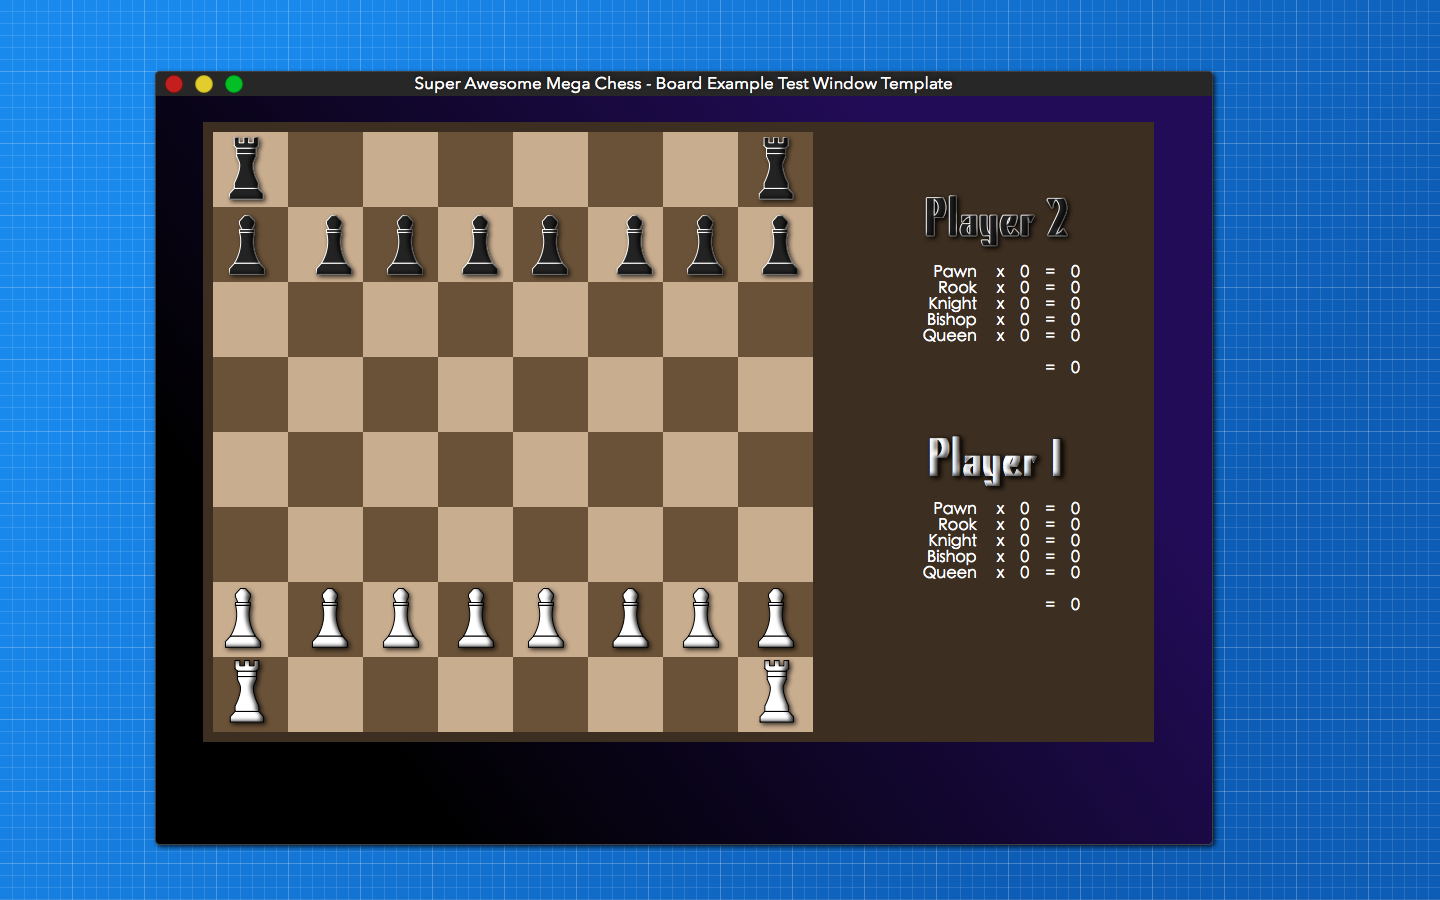 Super Awesome Mega Chess - Board Example Test Window Template
Player 2
Pawn x 0 = 0
Rook x 0 = 0
Knight x 0 = 0
Bishop x 0 = 0
Queen x 0 = 0
= 0
Player 1
Pawn x 0 = 0
Rook x 0 = 0
Knight x 0 = 0
Bishop x 0 = 0
Queen x 0 = 0
= 0